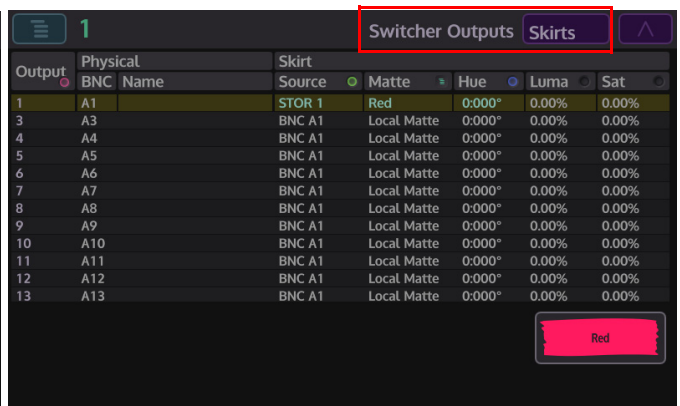 1 Switcher Outputs Skirts
Physical Skirt
Output BNC Name Source Matte Hue Luma Sat
1 A1 STOR 1 Red 0:000° 0.00% 0.00%
3 A3 BNC A1 Local Matte 0:000° 0.00% 0.00%
4 A4 BNC A1 Local Matte 0:000° 0.00% 0.00%
5 A5 BNC A1 Local Matte 0:000° 0.00% 0.00%
6 A6 BNC A1 Local Matte 0:000° 0.00% 0.00%
7 A7 BNC A1 Local Matte 0:000° 0.00% 0.00%
8 A8 BNC A1 Local Matte 0:000° 0.00% 0.00%
9 A9 BNC A1 Local Matte 0:000° 0.00% 0.00%
10 A10 BNC A1 Local Matte 0:000° 0.00% 0.00%
11 A11 BNC A1 Local Matte 0:000° 0.00% 0.00%
12 A12 BNC A1 Local Matte 0:000° 0.00% 0.00%
13 A13 BNC A1 Local Matte 0:000° 0.00% 0.00%
Red